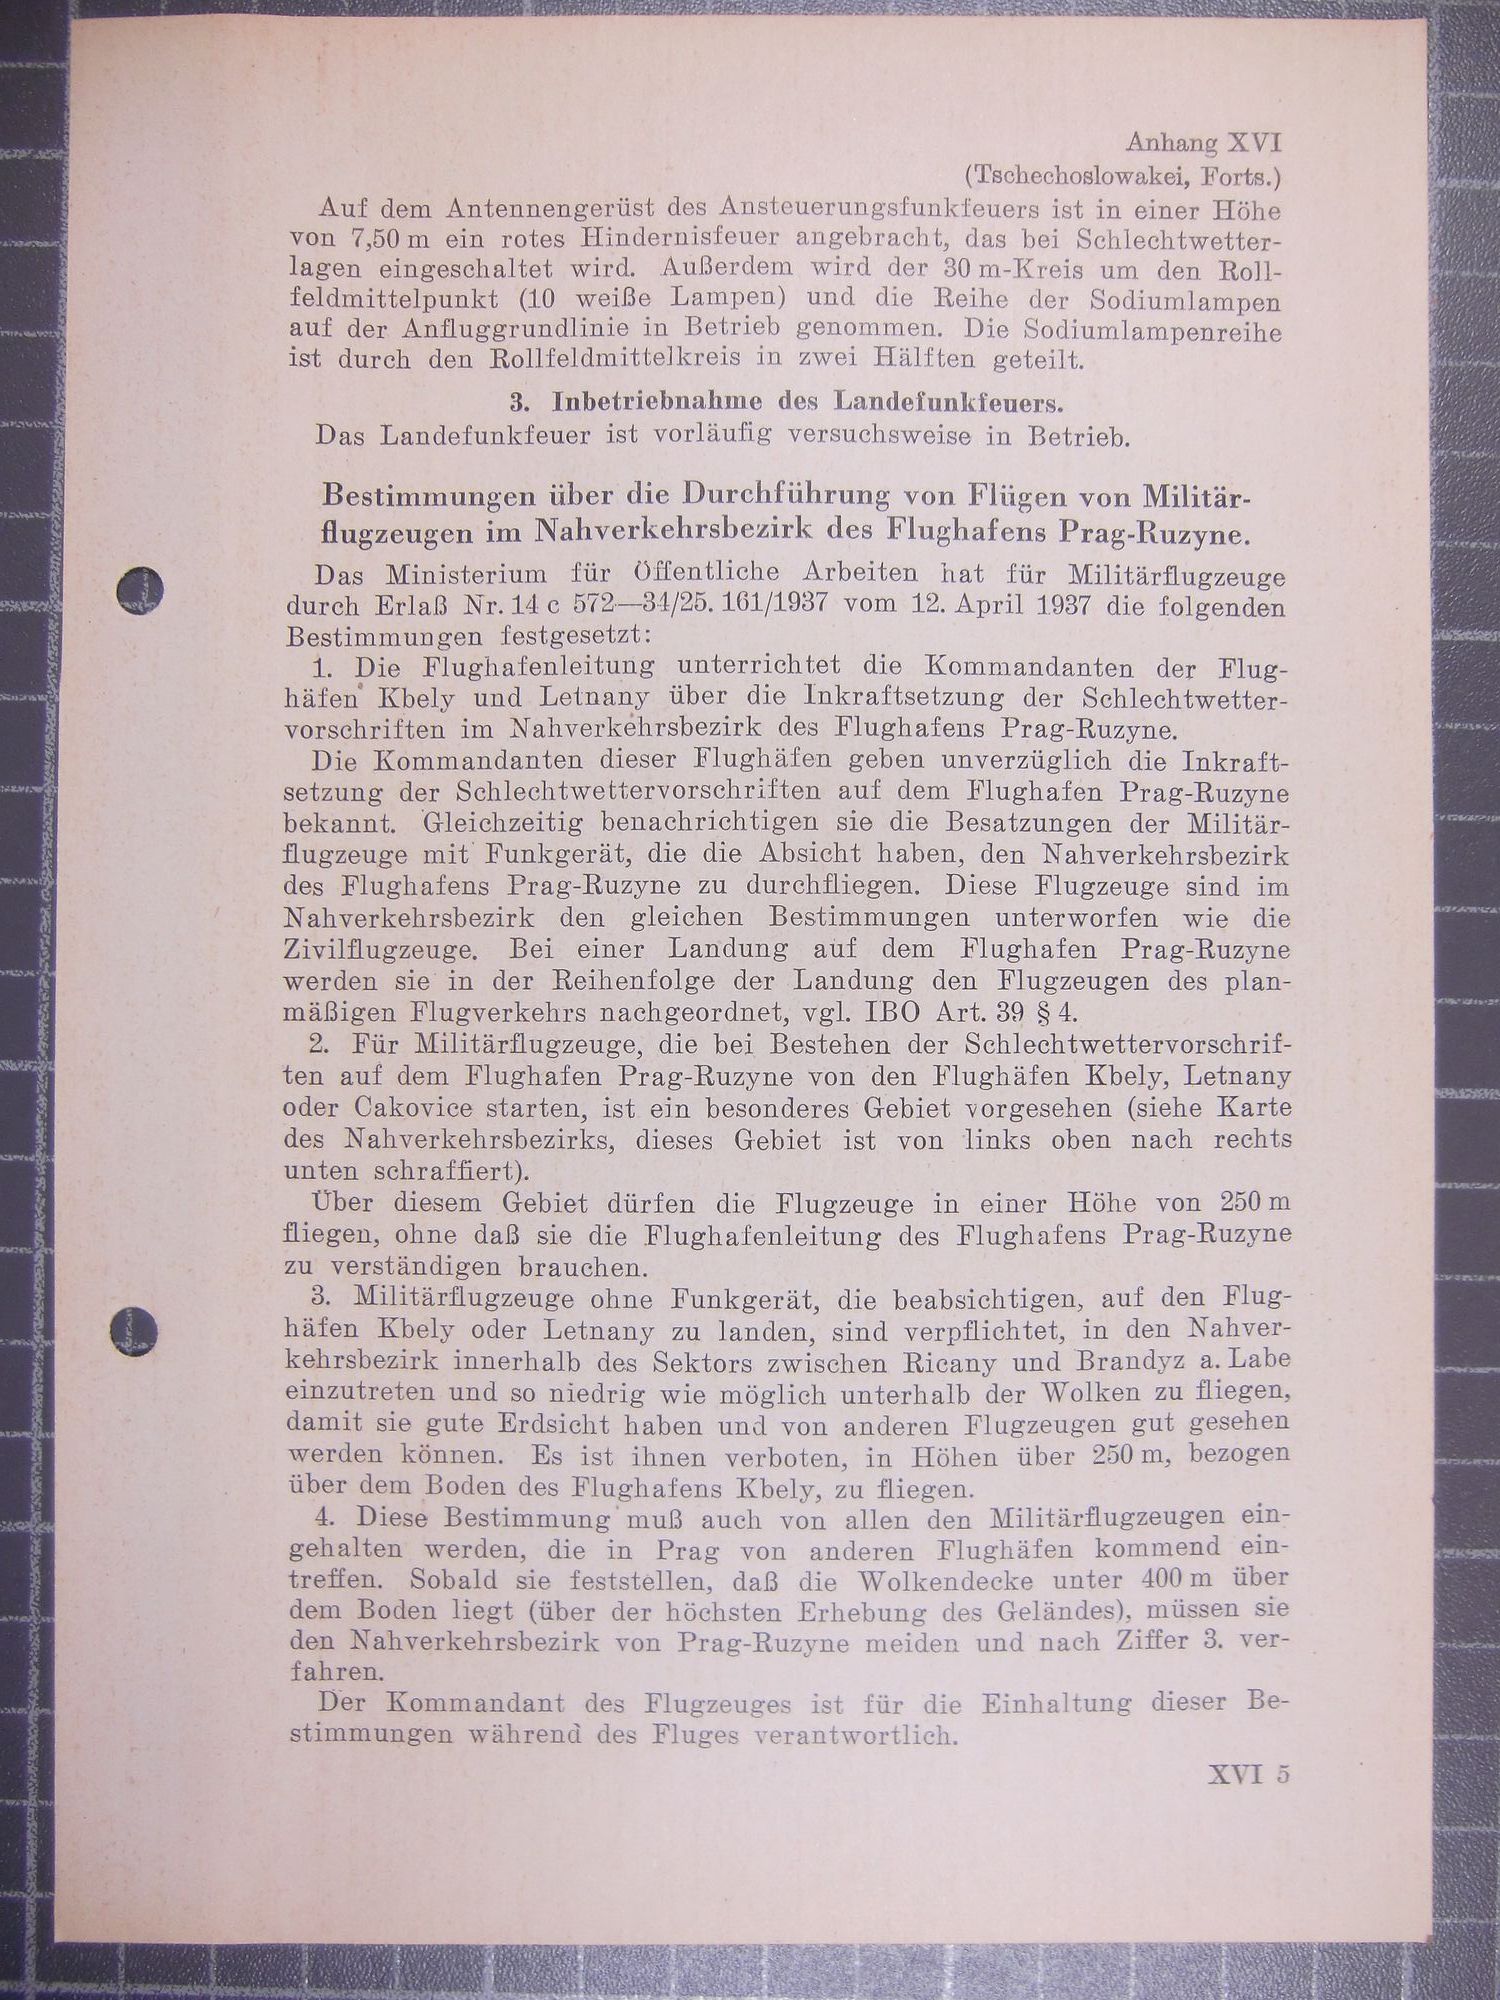 Anhang XVI
(Tschechoslowakei, Forts.)
Auf dem Antennengerüst des Ansteuerungsfunkfeuers ist in einer Höhe
von 7,50 m ein rotes Hindernisfeuer angebracht, das bei Schlechtwetter-
lagen eingeschaltet wird. Außerdem wird der 30 m-Kreis um den Roll-
feldmittelpunkt (10 weiße Lampen) und die Reihe der Sodiumlampen
auf der Anfluggrundlinie in Betrieb genommen. Die Sodiumlampenreihe
ist durch den Rollfeldmittelkreis in zwei Hälften geteilt.
3. Inbetriebnahme des Landefunkfeuers.
Das Landefunkfeuer ist vorläufig versuchsweise in Betrieb.
Bestimmungen über die Durchführung von Flügen von Militär-
flugzeugen im Nahverkehrsbezirk des Flughafens Prag-Ruzyne.
Das Ministerium für Öffentliche Arbeiten hat für Militärflugzeuge
durch Erlaß Nr. 14 c 572—34/25. 161/1937 vom 12. April 1937 die folgenden
Bestimmungen festgesetzt:
1. Die Flughafenleitung unterrichtet die Kommandanten der Flug-
häfen Kbely und Letnany über die Inkraftsetzung der Schlechtwetter-
vorschriften im Nahverkehrsbezirk des Flughafens Prag-Ruzyne.
Die Kommandanten dieser Flughäfen geben unverzüglich die Inkraft-
setzung der Schlechtwettervorschriften auf dem Flughafen Prag-Ruzyne
bekannt. Gleichzeitig benachrichtigen sie die Besatzungen der Militär-
flugzeuge mit Funkgerät, die die Absicht haben, den Nahverkehrsbezirk
des Flughafens Prag-Ruzyne zu durchfliegen. Diese Flugzeuge sind im
Nahverkehrsbezirk den gleichen Bestimmungen unterworfen wie die
Zivilflugzeuge. Bei einer Landung auf dem Flughafen Prag-Ruzyne
werden sie in der Reihenfolge der Landung den Flugzeugen des plan-
mäßigen Flugverkehrs nachgeordnet, vgl. IBO Art. 39 § 4.
2. Für Militärflugzeuge, die bei Bestehen der Schlechtwettervorschrif-
ten auf dem Flughafen Prag-Ruzyne von den Flughäfen Kbely, Letnany
oder Cakovice starten, ist ein besonderes Gebiet vorgesehen (siehe Karte
des Nahverkehrsbezirks, dieses Gebiet ist von links oben nach rechts
unten schraffiert).
Über diesem Gebiet dürfen die Flugzeuge in einer Höhe von 250 m
fliegen, ohne daß sie die Flughafenleitung des Flughafens Prag-Ruzyne
zu verständigen brauchen.
3. Militärflugzeuge ohne Funkgerät, die beabsichtigen, auf den Flug-
häfen Kbely oder Letnany zu landen, sind verpflichtet, in den Nahver-
kehrsbezirk innerhalb des Sektors zwischen Ricany und Brandyz a. Labe
einzutreten und so niedrig wie möglich unterhalb der Wolken zu fliegen,
damit sie gute Erdsicht haben und von anderen Flugzeugen gut gesehen
werden können. Es ist ihnen verboten, in Höhen über 250 m, bezogen
über dem Boden des Flughafens Kbely, zu fliegen.
4. Diese Bestimmung muß auch von allen den Militärflugzeugen ein-
gehalten werden, die in Prag von anderen Flughäfen kommend ein-
treffen. Sobald sie feststellen, daß die Wolkendecke unter 400 m über
dem Boden liegt (über der höchsten Erhebung des Geländes), müssen sie
den Nahverkehrsbezirk von Prag-Ruzyne meiden und nach Ziffer 3. ver-
fahren.
Der Kommandant des Flugzeuges ist für die Einhaltung dieser Be-
stimmungen während des Fluges verantwortlich.
XVI 5